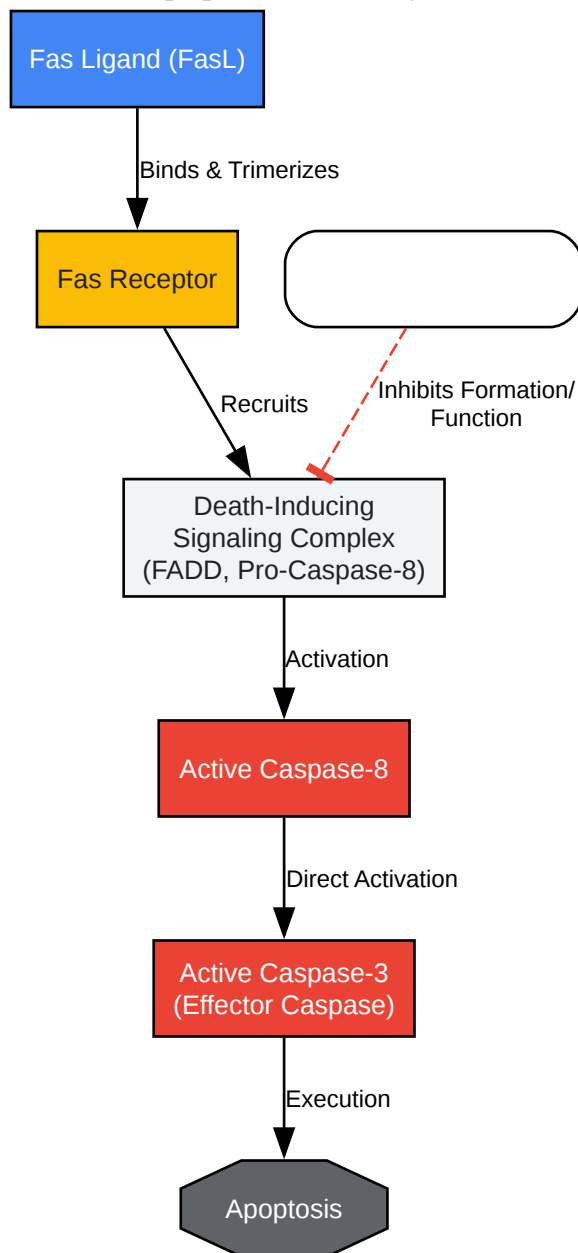 Fas Ligand (FasL)
Binds & Trimerizes
Fas Receptor
Recruits
Inhibits Formation/
Function
Death-Inducing
Signaling Complex
(FADD, Pro-Caspase-8)
Activation
Active Caspase-8
Direct Activation
Active Caspase-3
(Effector Caspase)
Execution
Apoptosis